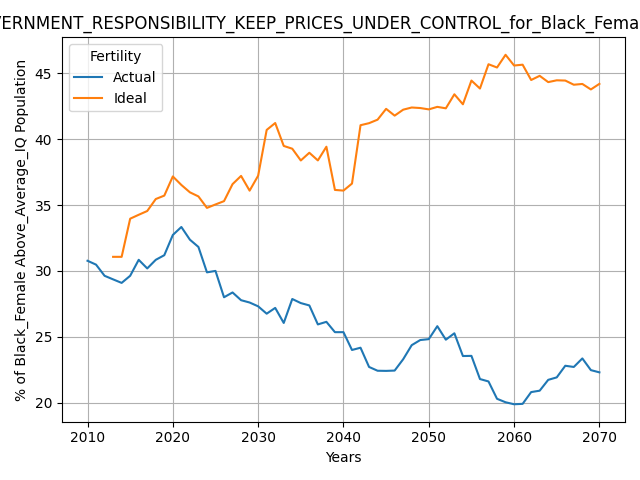 VERNMENT_RESPONSIBILITY_KEEP_PRICES_UNDER_CONTROL_for_Black_Fema
Fertility
Actual
Ideal
% of Black_Female Above_Average_IQ Population
45
40
35
30
25
20
2010 2020 2030 2040 2050 2060 2070
Years